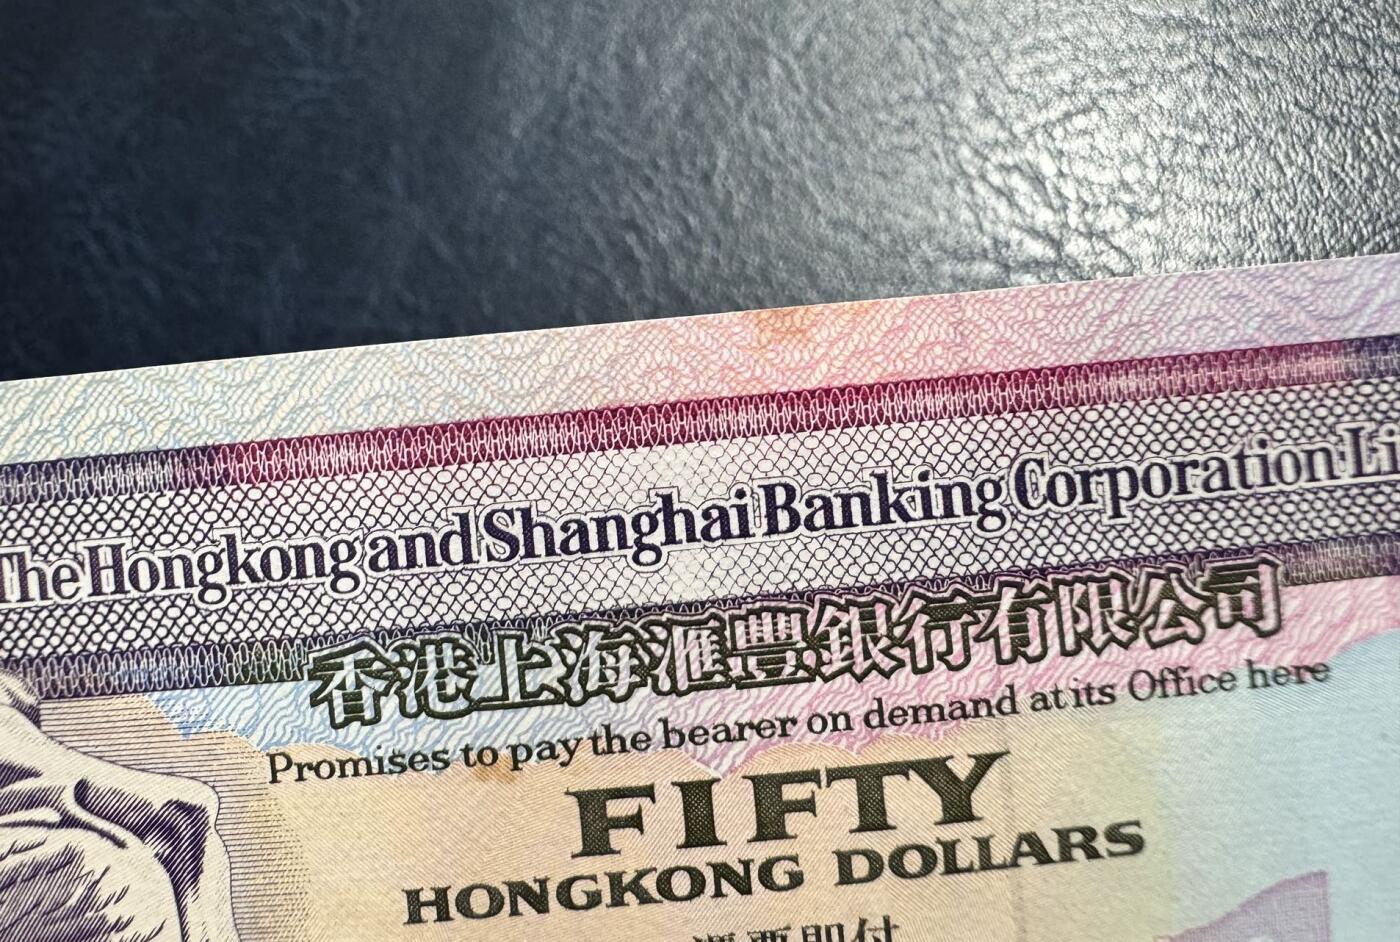 The Hongkong and Shanghai Banking Corporation
香港上海滙豐銀行有限公司
Promises to pay the bearer on demand at its Office here
FIFTY
HONGKONG DOLLARS